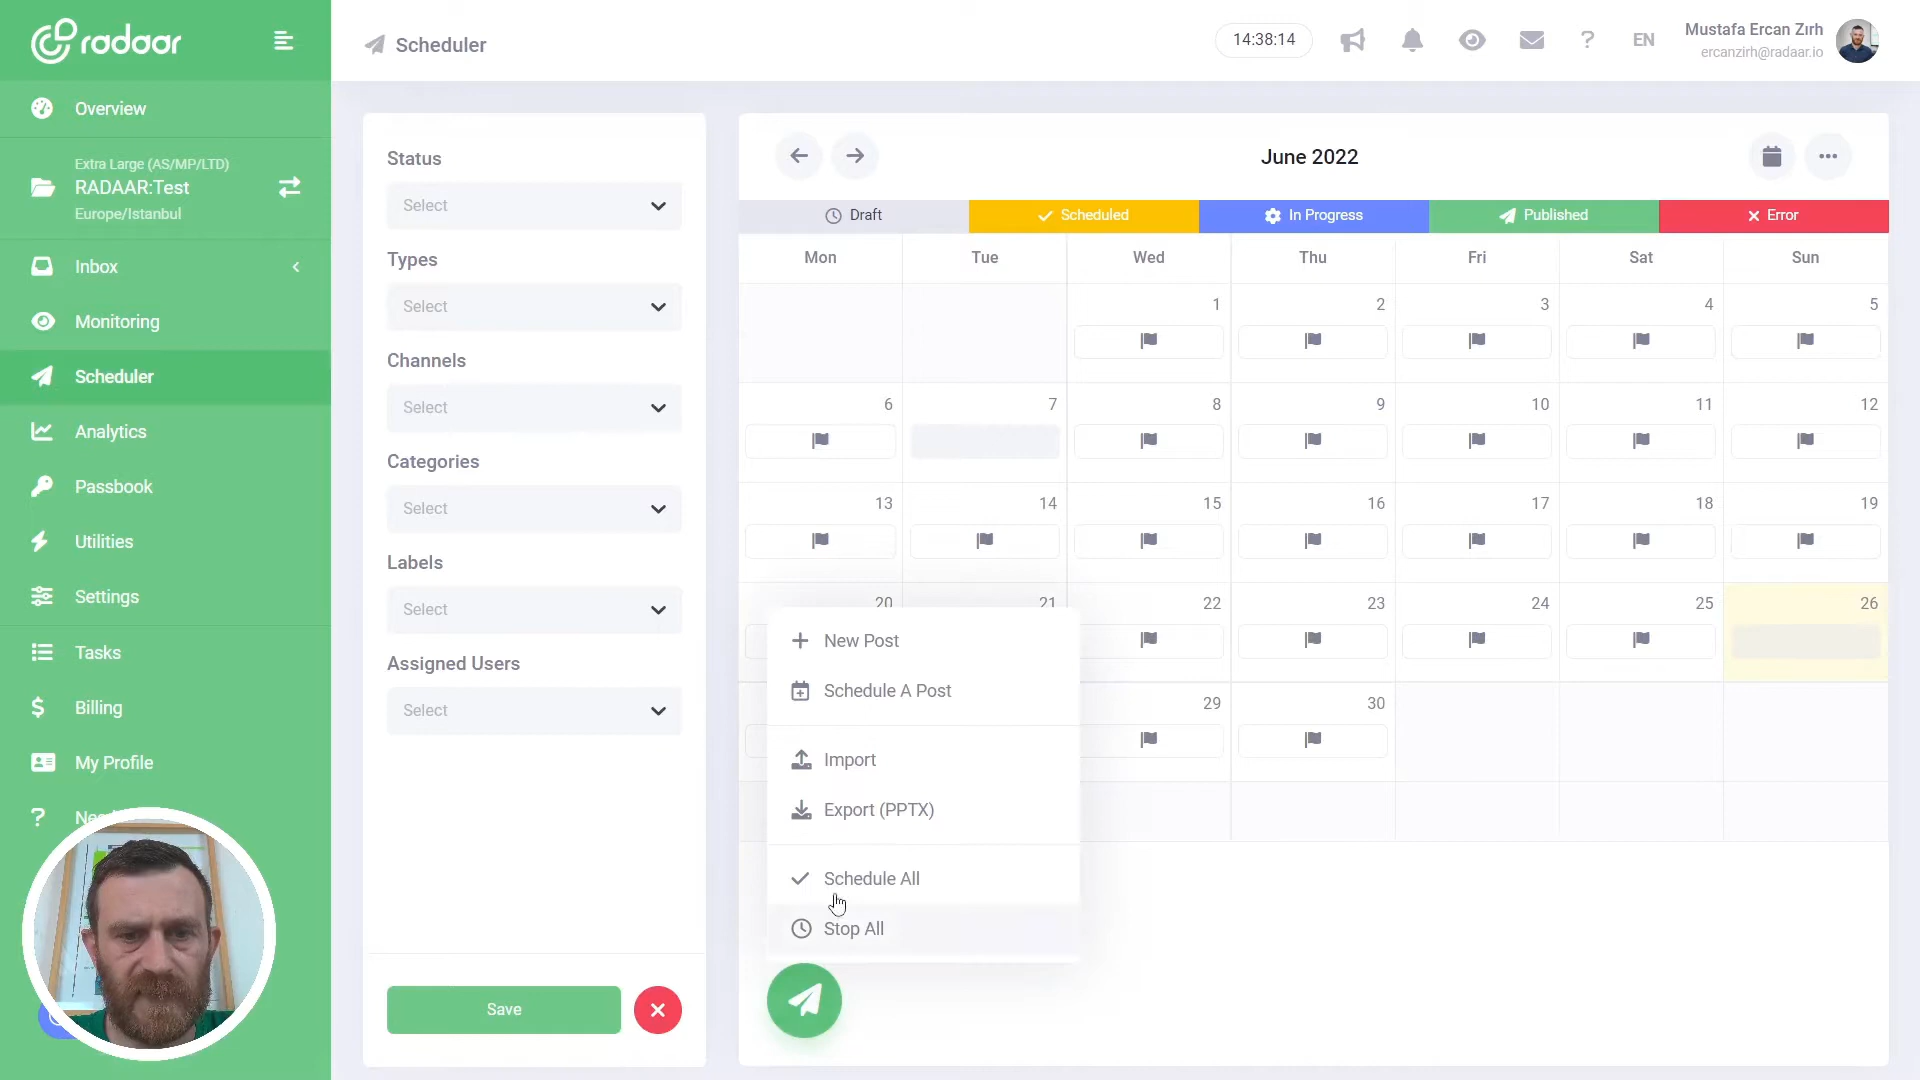 radaar
Overview
Extra Large (AS/MP/LTD)
RADAAR:Test
Europe/Istanbul
Inbox
Monitoring
Scheduler
Analytics
Passbook
Utilities
Settings
Tasks
Billing
My Profile
Scheduler
14:38:14
EN
Mustafa Ercan Zırh
ercanzirh@radaar.io
Status
Select
Types
Select
Channels
Select
Categories
Select
Labels
Select
Assigned Users
Select
Save
June 2022
Draft
Scheduled
In Progress
Published
Error
Mon Tue Wed Thu Fri Sat Sun
1 2 3 4 5
6 7 8 9 10 11 12
13 14 15 16 17 18 19
20 21 22 23 24 25 26
29 30
New Post
Schedule A Post
Import
Export (PPTX)
Schedule All
Stop All